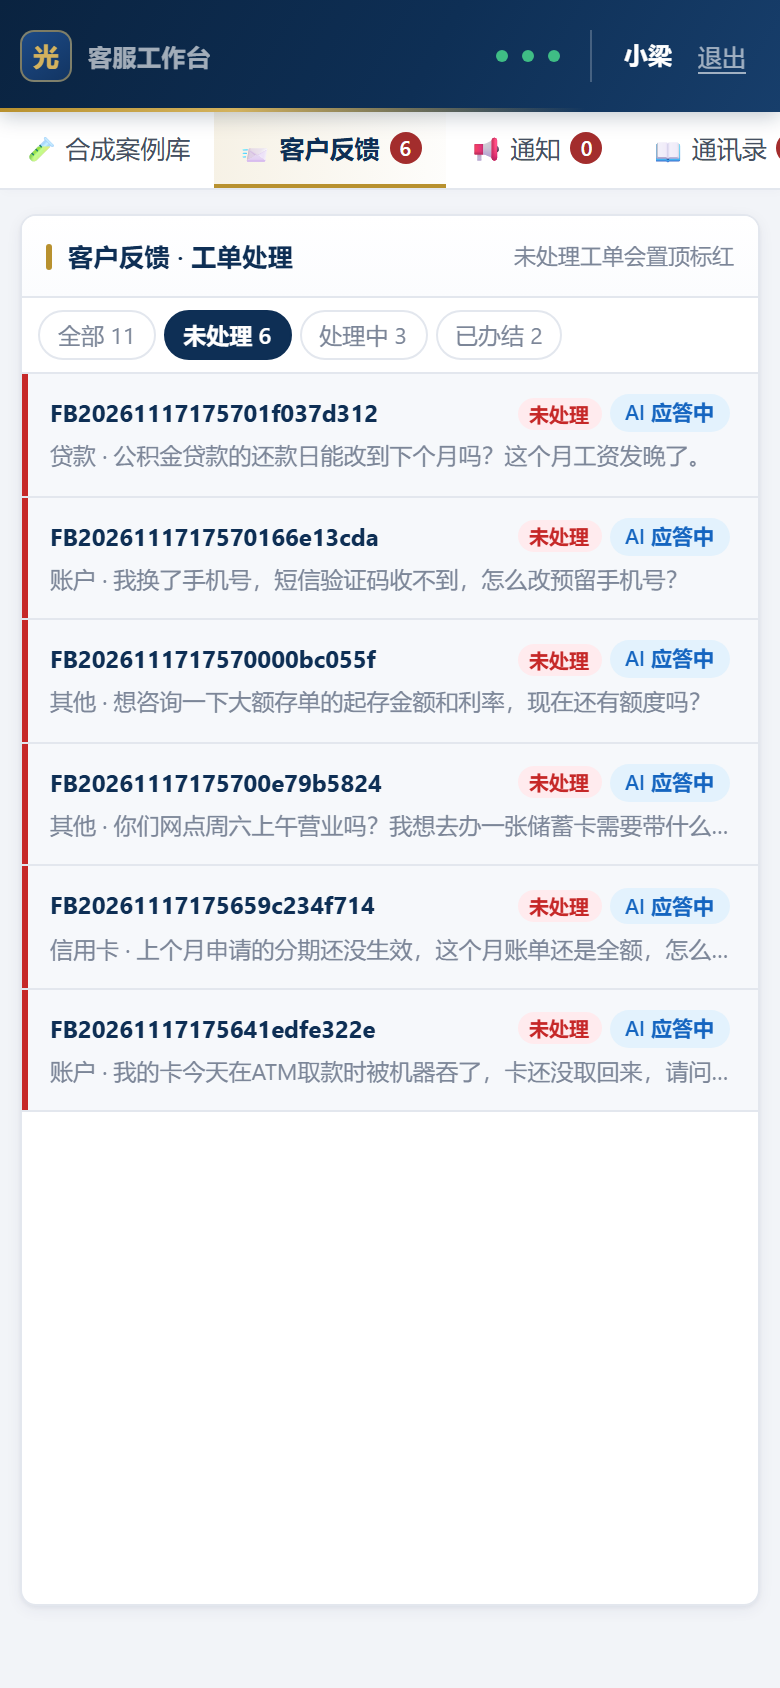 光 客服工作台 小梁 退出
合成案例库 客户反馈 6 通知 0 通讯录
客户反馈 · 工单处理 未处理工单会置顶标红
全部 11 未处理 6 处理中 3 已办结 2
FB20261117175701f037d312 未处理 AI 应答中
贷款 · 公积金贷款的还款日能改到下个月吗？这个月工资发晚了。
FB2026111717570166e13cda 未处理 AI 应答中
账户 · 我换了手机号，短信验证码收不到，怎么改预留手机号？
FB2026111717570000bc055f 未处理 AI 应答中
其他 · 想咨询一下大额存单的起存金额和利率，现在还有额度吗？
FB20261117175700e79b5824 未处理 AI 应答中
其他 · 你们网点周六上午营业吗？我想去办一张储蓄卡需要带什么...
FB20261117175659c234f714 未处理 AI 应答中
信用卡 · 上个月申请的分期还没生效，这个月账单还是全额，怎么...
FB20261117175641edfe322e 未处理 AI 应答中
账户 · 我的卡今天在ATM取款时被机器吞了，卡还没取回来，请问...